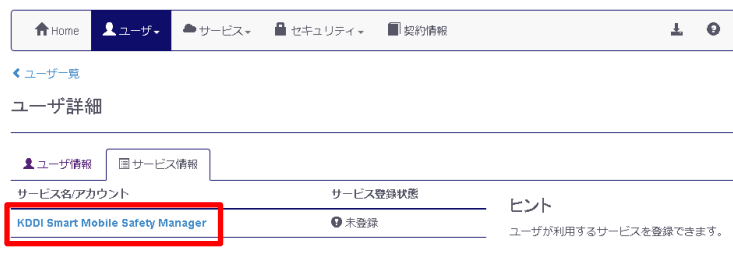 Home ユーザ サービス セキュリティ 契約情報
ユーザ一覧
ユーザ詳細
ユーザ情報 サービス情報
サービス名/アカウント サービス登録状態
KDDI Smart Mobile Safety Manager 未登録
ヒント
ユーザが利用するサービスを登録できます。